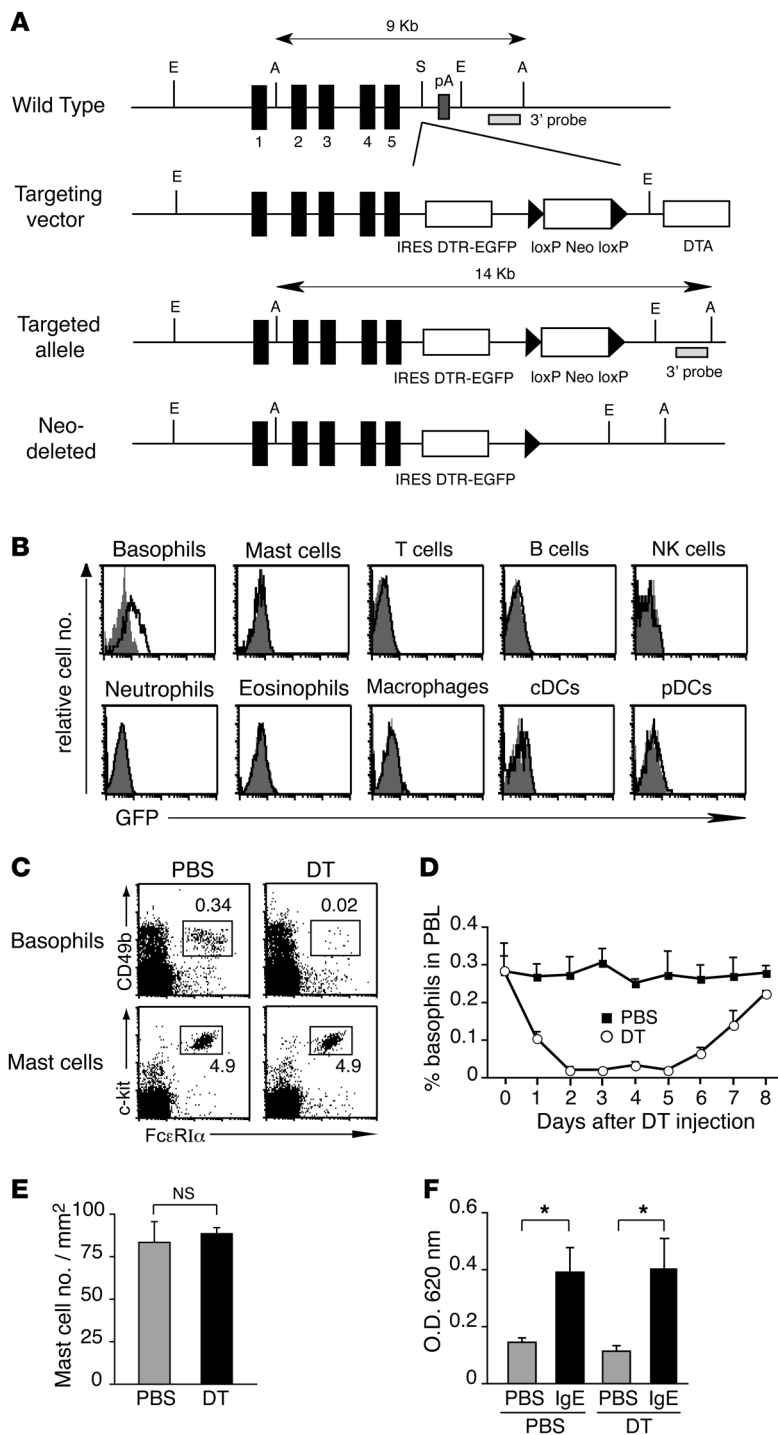 A
9 Kb
E A S E A
pA
Wild Type
3' probe
1 2 3 4 5
Targeting
vector
E E
IRES DTR-EGFP loxP Neo loxP DTA
14 Kb
Targeted
allele
E A E A
IRES DTR-EGFP loxP Neo loxP 3' probe
Neo-
deleted
E A E A
IRES DTR-EGFP
B
Basophils Mast cells T cells B cells NK cells
relative cell no.
Neutrophils Eosinophils Macrophages cDCs pDCs
GFP
C
PBS DT
Basophils
CD49b
0.34 0.02
Mast cells
c-kit
4.9 4.9
FcεRIα
D
% basophils in PBL
0.4
0.3
0.2
0.1
0
PBS
DT
0 1 2 3 4 5 6 7 8
Days after DT injection
E
Mast cell no. / mm²
100
75
50
25
0
NS
PBS DT
F
O.D. 620 nm
0.6
0.4
0.2
0
* *
PBS IgE PBS IgE
PBS DT